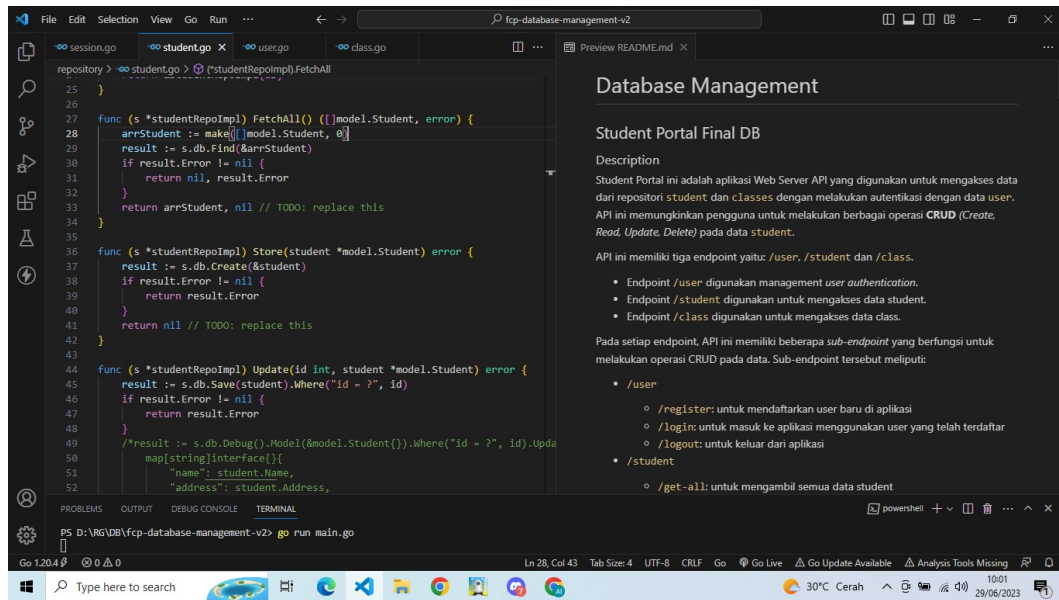 File Edit Selection View Go Run ... fcp-database-management-v2
session.go student.go user.go class.go Preview README.md
repository > student.go > (*studentRepoImpl).FetchAll
25 }
26
27 func (s *studentRepoImpl) FetchAll() ([]model.Student, error) {
28 arrStudent := make([]model.Student, 0)
29 result := s.db.Find(&arrStudent)
30 if result.Error != nil {
31 return nil, result.Error
32 }
33 return arrStudent, nil // TODO: replace this
34 }
35
36 func (s *studentRepoImpl) Store(student *model.Student) error {
37 result := s.db.Create(&student)
38 if result.Error != nil {
39 return result.Error
40 }
41 return nil // TODO: replace this
42 }
43
44 func (s *studentRepoImpl) Update(id int, student *model.Student) error {
45 result := s.db.Save(student).Where("id = ?", id)
46 if result.Error != nil {
47 return result.Error
48 }
49 /*result := s.db.Debug().Model(&model.Student{}).Where("id = ?", id).Upda
50 map[string]interface{}{
51 "name": student.Name,
52 "address": student.Address,
Database Management
Student Portal Final DB
Description
Student Portal ini adalah aplikasi Web Server API yang digunakan untuk mengakses data
dari repositori student dan classes dengan melakukan autentikasi dengan data user.
API ini memungkinkan pengguna untuk melakukan berbagai operasi CRUD (Create,
Read, Update, Delete) pada data student.
API ini memiliki tiga endpoint yaitu: /user, /student dan /class.
• Endpoint /user digunakan management user authentication.
• Endpoint /student digunakan untuk mengakses data student.
• Endpoint /class digunakan untuk mengakses data class.
Pada setiap endpoint, API ini memiliki beberapa sub-endpoint yang berfungsi untuk
melakukan operasi CRUD pada data. Sub-endpoint tersebut meliputi:
• /user
◦ /register: untuk mendaftarkan user baru di aplikasi
◦ /login: untuk masuk ke aplikasi menggunakan user yang telah terdaftar
◦ /logout: untuk keluar dari aplikasi
• /student
◦ /get-all: untuk mengambil semua data student
PROBLEMS OUTPUT DEBUG CONSOLE TERMINAL powershell
PS D:\RG\DB\fcp-database-management-v2> go run main.go
Go 1.20.4 0 0 Ln 28, Col 43 Tab Size: 4 UTF-8 CRLF Go Go Live Go Update Available Analysis Tools Missing
Type here to search 30°C Cerah 10:01
29/06/2023